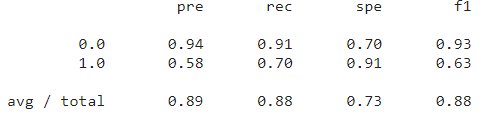 pre rec spe f1
0.0 0.94 0.91 0.70 0.93
1.0 0.58 0.70 0.91 0.63
avg / total 0.89 0.88 0.73 0.88